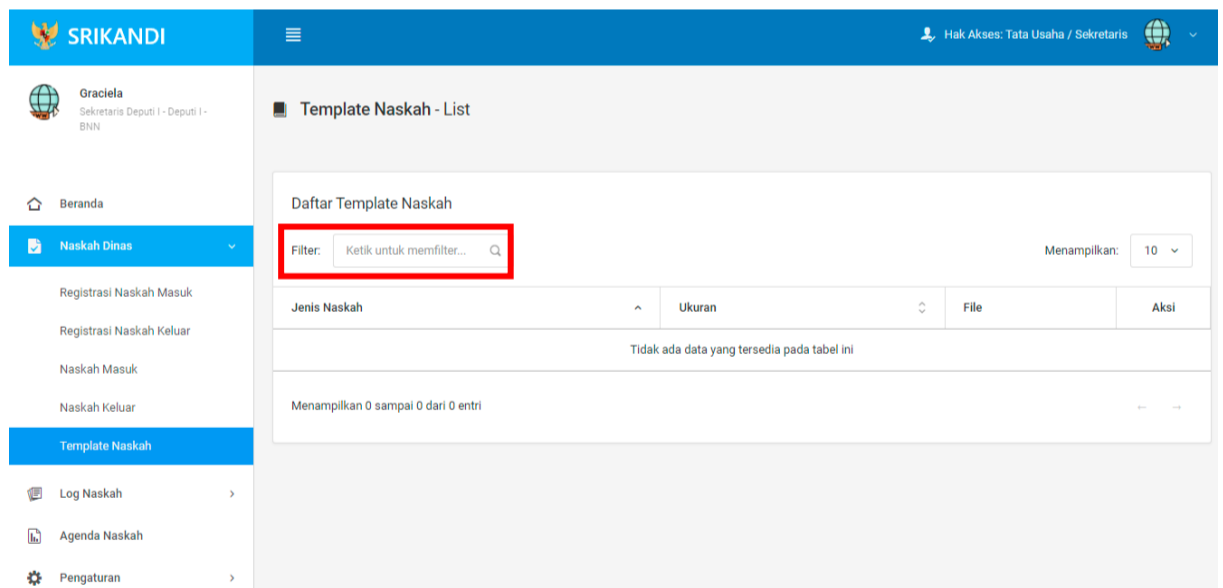 SRIKANDI
Hak Akses: Tata Usaha / Sekretaris
Graciela
Sekretaris Deputi I - Deputi I -
BNN
Template Naskah - List
Beranda
Naskah Dinas
Registrasi Naskah Masuk
Registrasi Naskah Keluar
Naskah Masuk
Naskah Keluar
Template Naskah
Log Naskah
Agenda Naskah
Pengaturan
Daftar Template Naskah
Filter: Ketik untuk memfilter... Menampilkan: 10
Jenis Naskah Ukuran File Aksi
Tidak ada data yang tersedia pada tabel ini
Menampilkan 0 sampai 0 dari 0 entri